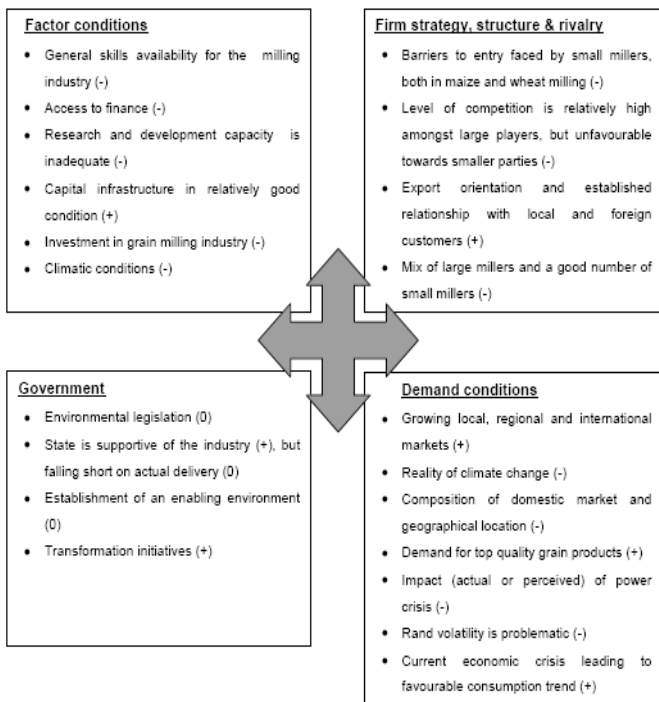 Factor conditions
• General skills availability for the milling
industry (-)
• Access to finance (-)
• Research and development capacity is
inadequate (-)
• Capital infrastructure in relatively good
condition (+)
• Investment in grain milling industry (-)
• Climatic conditions (-)
Firm strategy, structure & rivalry
• Barriers to entry faced by small millers,
both in maize and wheat milling (-)
• Level of competition is relatively high
amongst large players, but unfavourable
towards smaller parties (-)
• Export orientation and established
relationship with local and foreign
customers (+)
• Mix of large millers and a good number of
small millers (-)
Government
• Environmental legislation (0)
• State is supportive of the industry (+), but
falling short on actual delivery (0)
• Establishment of an enabling environment
(0)
• Transformation initiatives (+)
Demand conditions
• Growing local, regional and international
markets (+)
• Reality of climate change (-)
• Composition of domestic market and
geographical location (-)
• Demand for top quality grain products (+)
• Impact (actual or perceived) of power
crisis (-)
• Rand volatility is problematic (-)
• Current economic crisis leading to
favourable consumption trend (+)